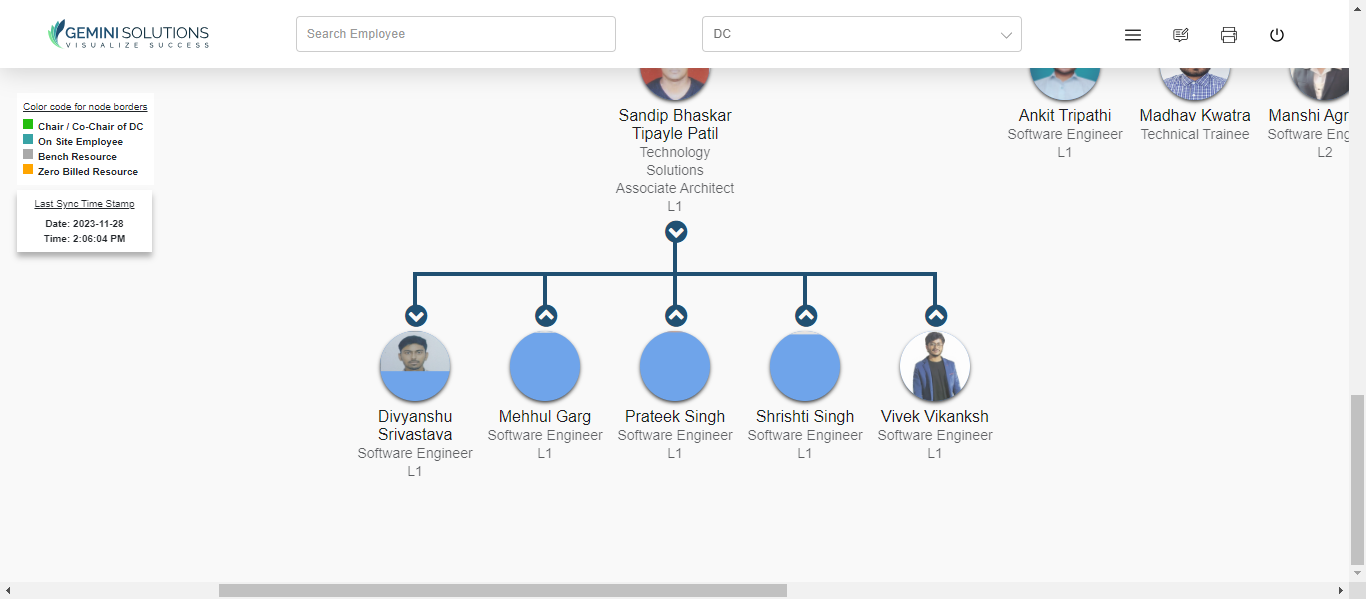 GEMINI SOLUTIONS
VISUALIZE SUCCESS
Search Employee
DC
Color code for node borders
Chair / Co-Chair of DC
On Site Employee
Bench Resource
Zero Billed Resource
Last Sync Time Stamp
Date: 2023-11-28
Time: 2:06:04 PM
Sandip Bhaskar
Tipayle Patil
Technology
Solutions
Associate Architect
L1
Ankit Tripathi
Software Engineer
L1
Madhav Kwatra
Technical Trainee
Manshi Agr
Software Eng
L2
Divyanshu
Srivastava
Software Engineer
L1
Mehhul Garg
Software Engineer
L1
Prateek Singh
Software Engineer
L1
Shrishti Singh
Software Engineer
L1
Vivek Vikanksh
Software Engineer
L1